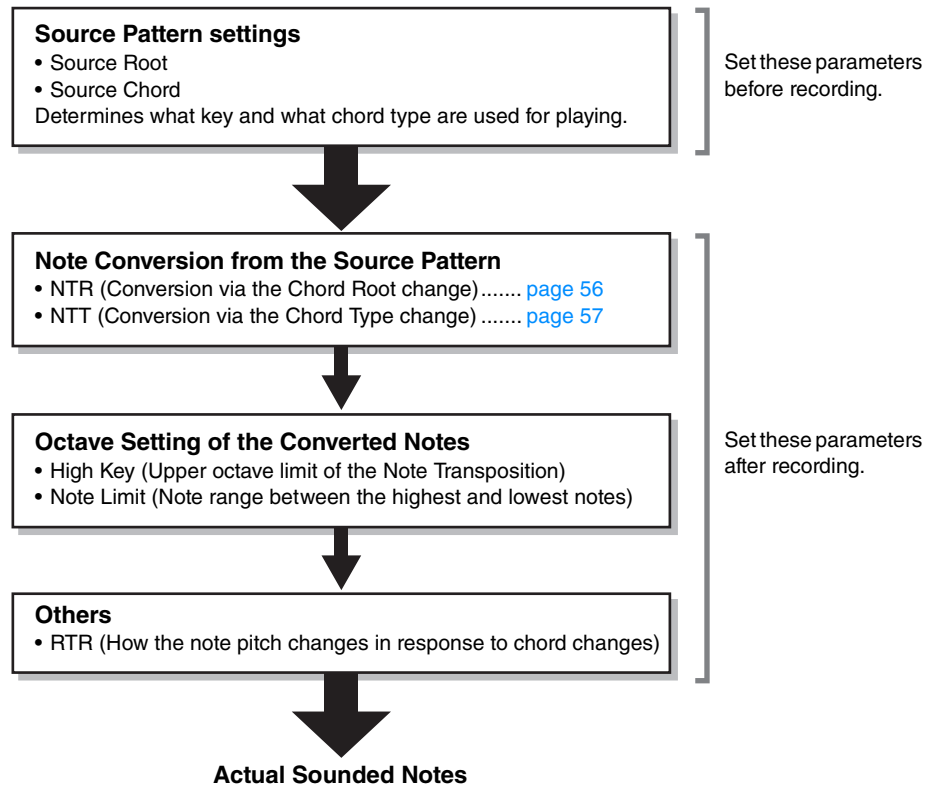 Source Pattern settings
• Source Root
• Source Chord
Determines what key and what chord type are used for playing.
Set these parameters
before recording.
Note Conversion from the Source Pattern
• NTR (Conversion via the Chord Root change)....... page 56
• NTT (Conversion via the Chord Type change) ....... page 57
Octave Setting of the Converted Notes
• High Key (Upper octave limit of the Note Transposition)
• Note Limit (Note range between the highest and lowest notes)
Set these parameters
after recording.
Others
• RTR (How the note pitch changes in response to chord changes)
Actual Sounded Notes